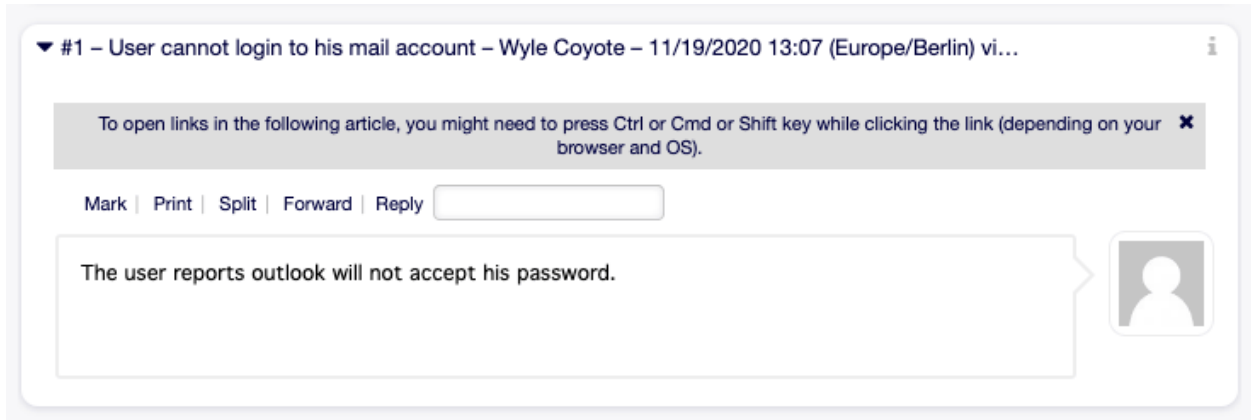 #1 – User cannot login to his mail account – Wyle Coyote – 11/19/2020 13:07 (Europe/Berlin) vi…
To open links in the following article, you might need to press Ctrl or Cmd or Shift key while clicking the link (depending on your
browser and OS).
Mark | Print | Split | Forward | Reply
The user reports outlook will not accept his password.